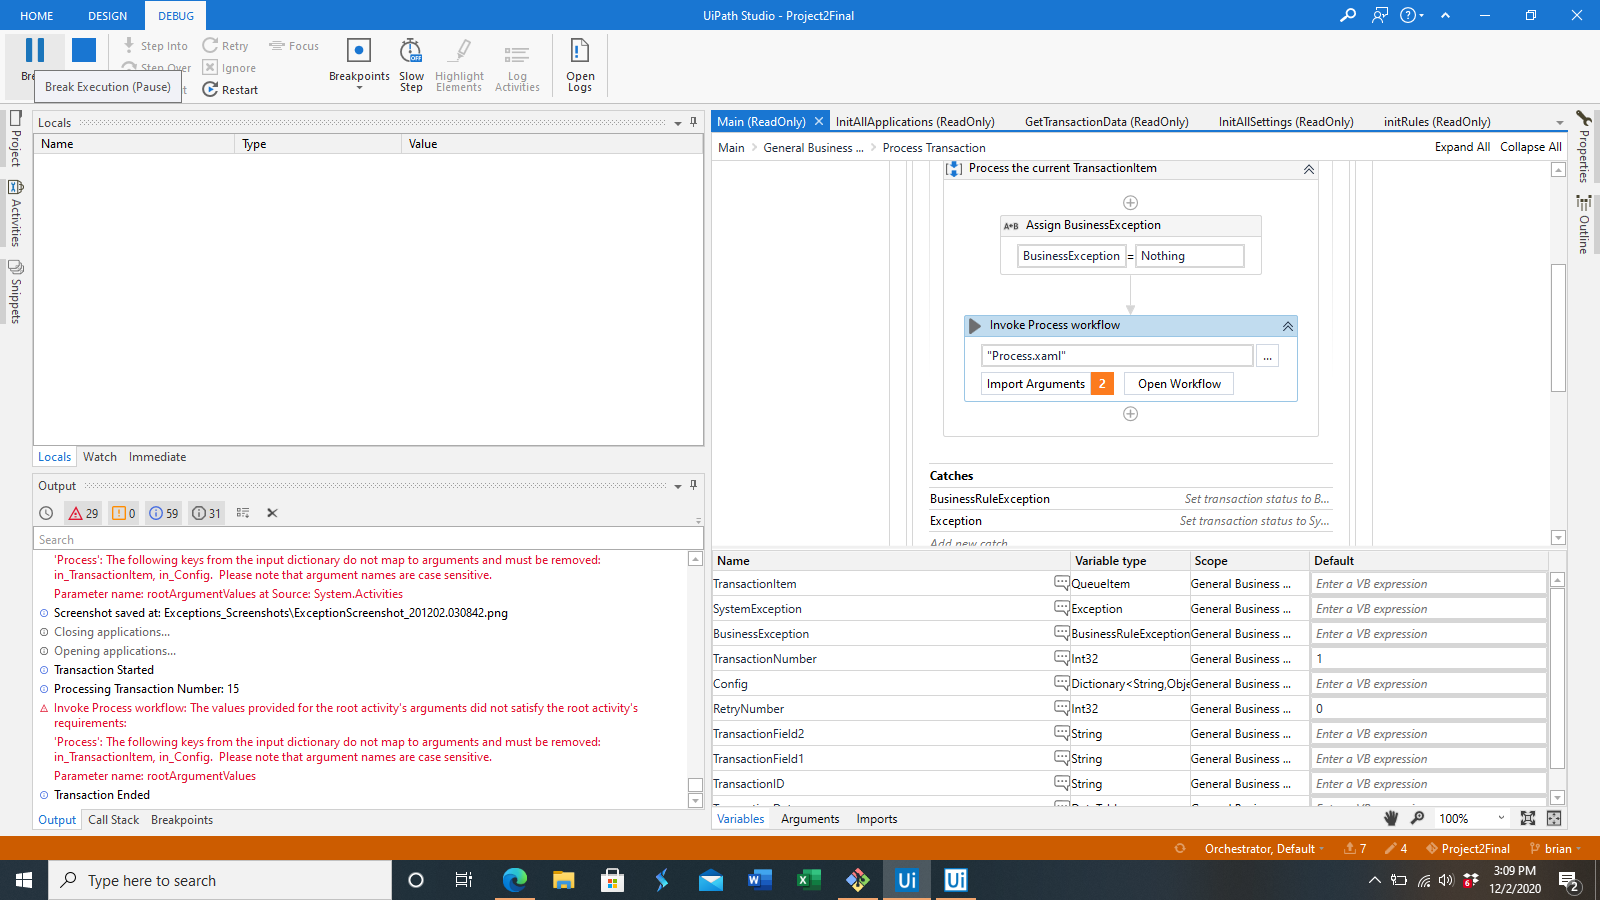 HOME
DESIGN
DEBUG
UiPath Studio - Project2Final
Step Into
Retry
Focus
Step Over
Ignore
Restart
Break Execution (Pause)
Breakpoints
Slow Step
Highlight Elements
Log Activities
Open Logs
Project
Activities
Snippets
Locals
Name Type Value
Locals Watch Immediate
Output
29 0 59 31
Search
'Process': The following keys from the input dictionary do not map to arguments and must be removed:
in_TransactionItem, in_Config. Please note that argument names are case sensitive.
Parameter name: rootArgumentValues at Source: System.Activities
Screenshot saved at: Exceptions_Screenshots\ExceptionScreenshot_201202.030842.png
Closing applications...
Opening applications...
Transaction Started
Processing Transaction Number: 15
Invoke Process workflow: The values provided for the root activity's arguments did not satisfy the root activity's
requirements:
'Process': The following keys from the input dictionary do not map to arguments and must be removed:
in_TransactionItem, in_Config. Please note that argument names are case sensitive.
Parameter name: rootArgumentValues
Transaction Ended
Output Call Stack Breakpoints
Main (ReadOnly) InitAllApplications (ReadOnly) GetTransactionData (ReadOnly) InitAllSettings (ReadOnly) initRules (ReadOnly)
Main > General Business ... > Process Transaction
Expand All Collapse All
Properties
Outline
Process the current TransactionItem
A+B Assign BusinessException
BusinessException = Nothing
Invoke Process workflow
"Process.xaml" ...
Import Arguments 2 Open Workflow
Catches
BusinessRuleException Set transaction status to B...
Exception Set transaction status to Sy...
Add new catch
Name Variable type Scope Default
TransactionItem QueueItem General Business ... Enter a VB expression
SystemException Exception General Business ... Enter a VB expression
BusinessException BusinessRuleException General Business ... Enter a VB expression
TransactionNumber Int32 General Business ... 1
Config Dictionary<String,Obje General Business ... Enter a VB expression
RetryNumber Int32 General Business ... 0
TransactionField2 String General Business ... Enter a VB expression
TransactionField1 String General Business ... Enter a VB expression
TransactionID String General Business ... Enter a VB expression
Variables Arguments Imports
100%
Orchestrator, Default 7 4 Project2Final brian
Type here to search
Ui
Ui
6
3:09 PM
12/2/2020
2